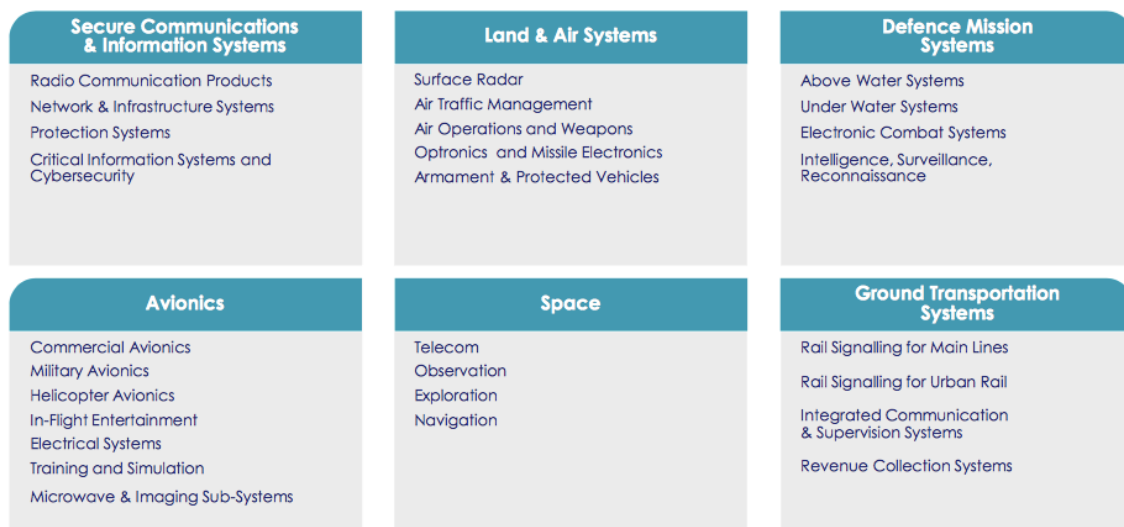 Secure Communications
& Information Systems
Radio Communication Products
Network & Infrastructure Systems
Protection Systems
Critical Information Systems and
Cybersecurity
Land & Air Systems
Surface Radar
Air Traffic Management
Air Operations and Weapons
Optronics and Missile Electronics
Armament & Protected Vehicles
Defence Mission
Systems
Above Water Systems
Under Water Systems
Electronic Combat Systems
Intelligence, Surveillance,
Reconnaissance
Avionics
Commercial Avionics
Military Avionics
Helicopter Avionics
In-Flight Entertainment
Electrical Systems
Training and Simulation
Microwave & Imaging Sub-Systems
Space
Telecom
Observation
Exploration
Navigation
Ground Transportation
Systems
Rail Signalling for Main Lines
Rail Signalling for Urban Rail
Integrated Communication
& Supervision Systems
Revenue Collection Systems